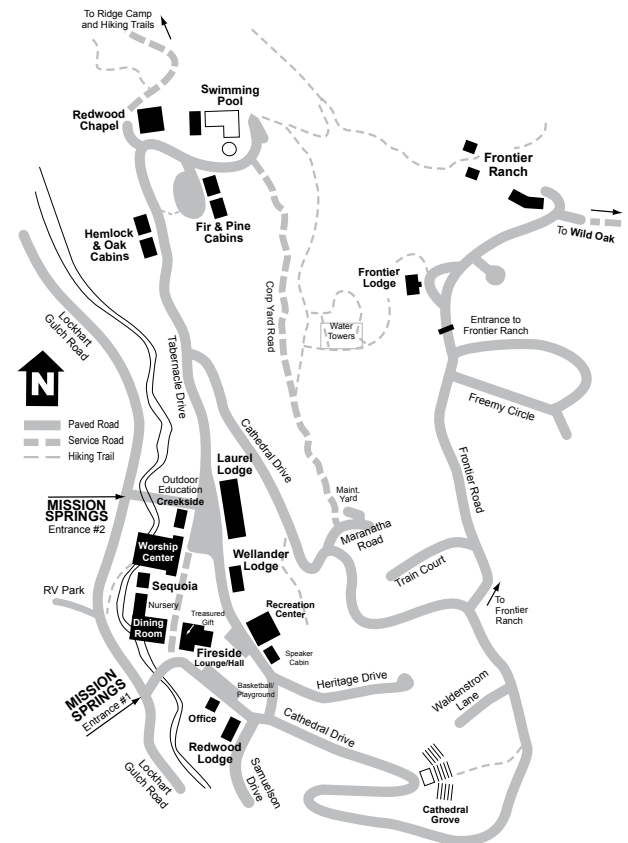 To Ridge Camp
and Hiking Trails
Swimming
Pool
Redwood
Chapel
Frontier
Ranch
To Wild Oak
Fir & Pine
Cabins
Hemlock
& Oak
Cabins
Frontier
Lodge
Entrance to
Frontier Ranch
Water
Towers
Corp Yard Road
Lockhart
Gulch Road
Tabernacle Drive
N
Paved Road
Service Road
Hiking Trail
Freemy Circle
Cathedral Drive
Frontier Road
Laurel
Lodge
Outdoor
Education
Creekside
MISSION
SPRINGS
Entrance #2
Maint.
Yard
Maranatha
Road
Worship
Center
Wellander
Lodge
Train Court
Sequoia
RV Park
Nursery
Treasured
Gift
Recreation
Center
To
Frontier
Ranch
Dining
Room
Fireside
Lounge/Hall
Speaker
Cabin
MISSION
SPRINGS
Entrance #1
Basketball/
Playground
Heritage Drive
Waldenstrom
Lane
Office
Redwood
Lodge
Cathedral Drive
Lockhart
Gulch Road
Samuelson
Drive
Cathedral
Grove